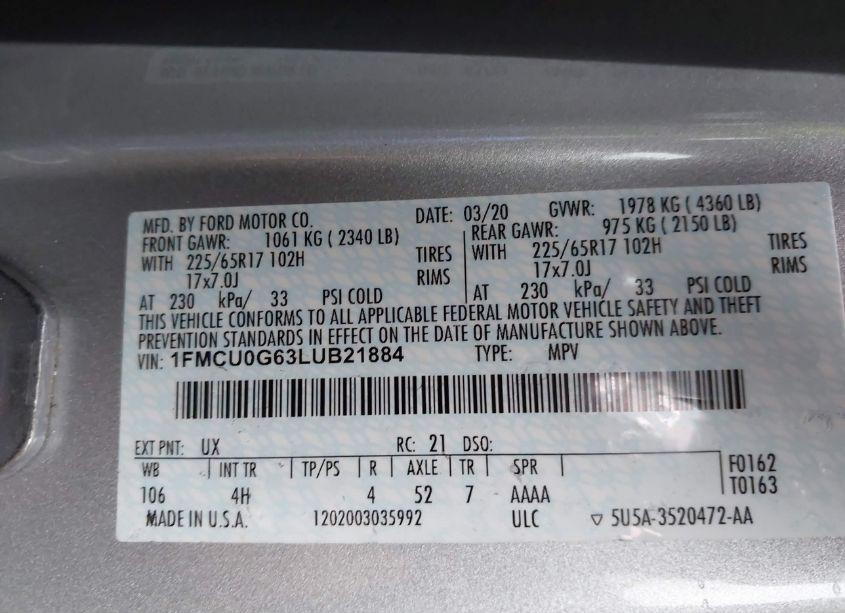 MFD. BY FORD MOTOR CO. DATE: 03/20 GVWR: 1978 KG ( 4360 LB)
FRONT GAWR: 1061 KG ( 2340 LB) REAR GAWR: 975 KG ( 2150 LB)
WITH 225/65R17 102H TIRES WITH 225/65R17 102H TIRES
17x7.0J RIMS 17x7.0J RIMS
AT 230 kPa/ 33 PSI COLD AT 230 kPa/ 33 PSI COLD
THIS VEHICLE CONFORMS TO ALL APPLICABLE FEDERAL MOTOR VEHICLE SAFETY AND THEFT
PREVENTION STANDARDS IN EFFECT ON THE DATE OF MANUFACTURE SHOWN ABOVE.
VIN: 1FMCU0G63LUB21884 TYPE: MPV
EXT PNT: UX RC: 21 DSO:
WB INT TR TP/PS R AXLE TR SPR F0162
106 4H 4 52 7 AAAA T0163
MADE IN U.S.A. 1202003035992 ULC ▽ 5U5A-3520472-AA